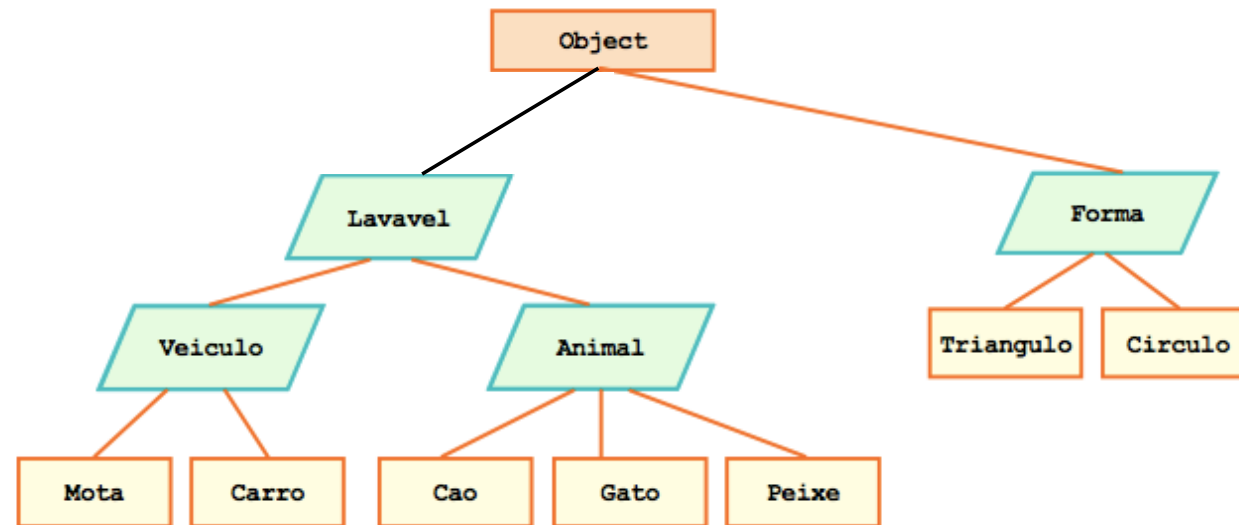 Object
Lavavel
Forma
Veiculo
Animal
Triangulo
Circulo
Mota
Carro
Cao
Gato
Peixe